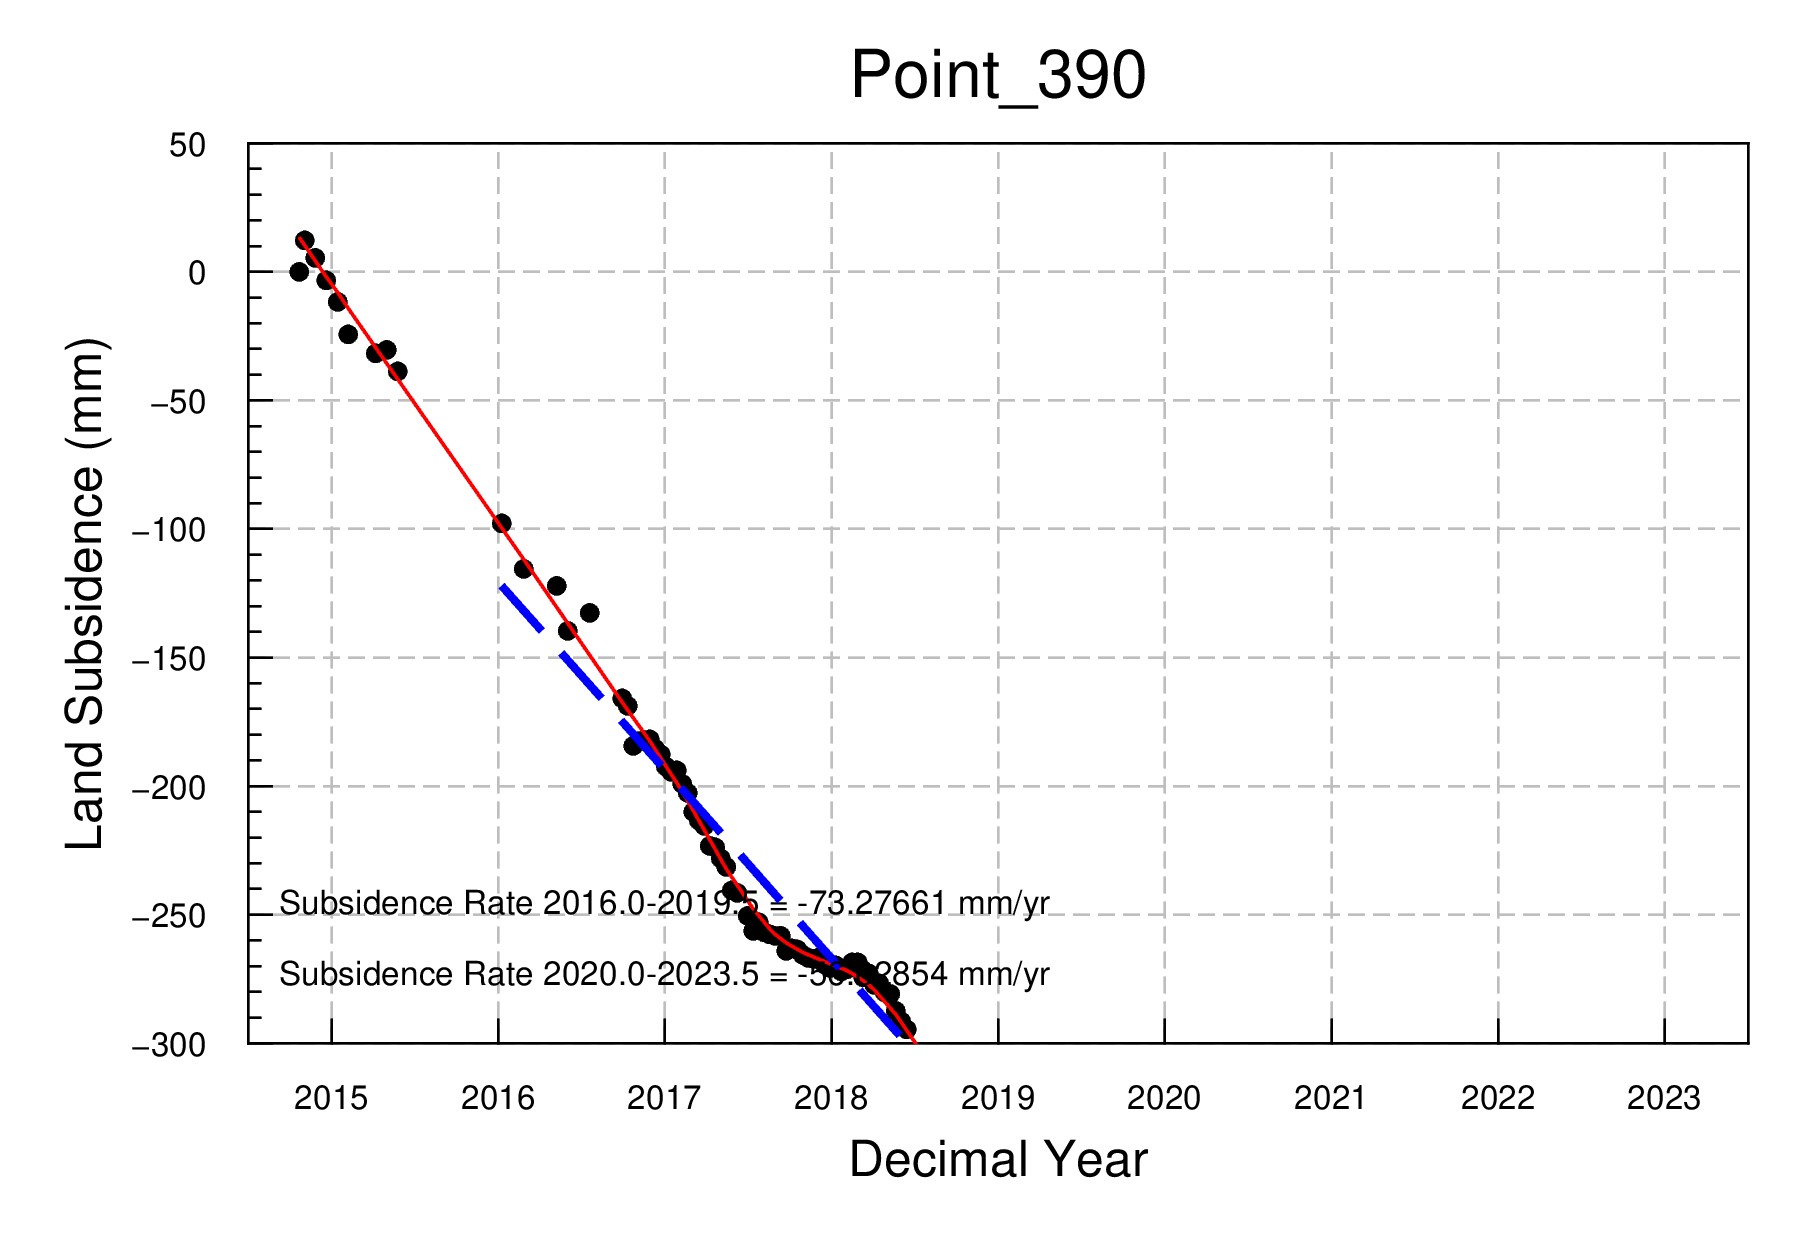 Point_390
50
0
−50
−100
−150
−200
−250
−300
Land Subsidence (mm)
Subsidence Rate 2016.0-2019.5 = -73.27661 mm/yr
Subsidence Rate 2020.0-2023.5 = mm/yr
2015 2016 2017 2018 2019 2020 2021 2022 2023
Decimal Year